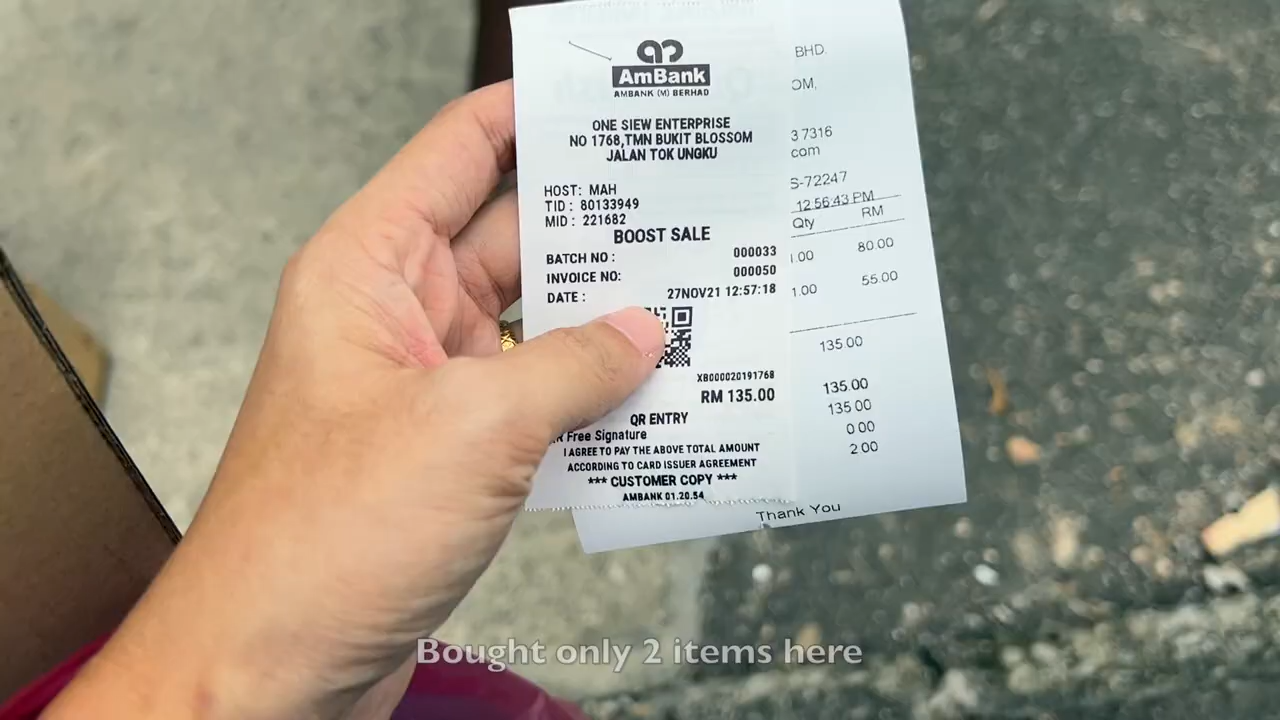 AmBank
AMBANK (M) BERHAD
ONE SIEW ENTERPRISE
NO 1768,TMN BUKIT BLOSSOM
JALAN TOK UNGKU
HOST: MAH
TID : 80133949
MID : 221682
BOOST SALE
BATCH NO : 000033
INVOICE NO: 000050
DATE : 27NOV21 12:57:18
XB000020191768
RM 135.00
QR ENTRY
Free Signature
I AGREE TO PAY THE ABOVE TOTAL AMOUNT
ACCORDING TO CARD ISSUER AGREEMENT
*** CUSTOMER COPY ***
AMBANK 01.20.54
BHD.
OM,
3 7316
com
S-72247
12:56:43 PM
Qty RM
1.00 80.00
1.00 55.00
135.00
135.00
135.00
0.00
2.00
Thank You
Bought only 2 items here